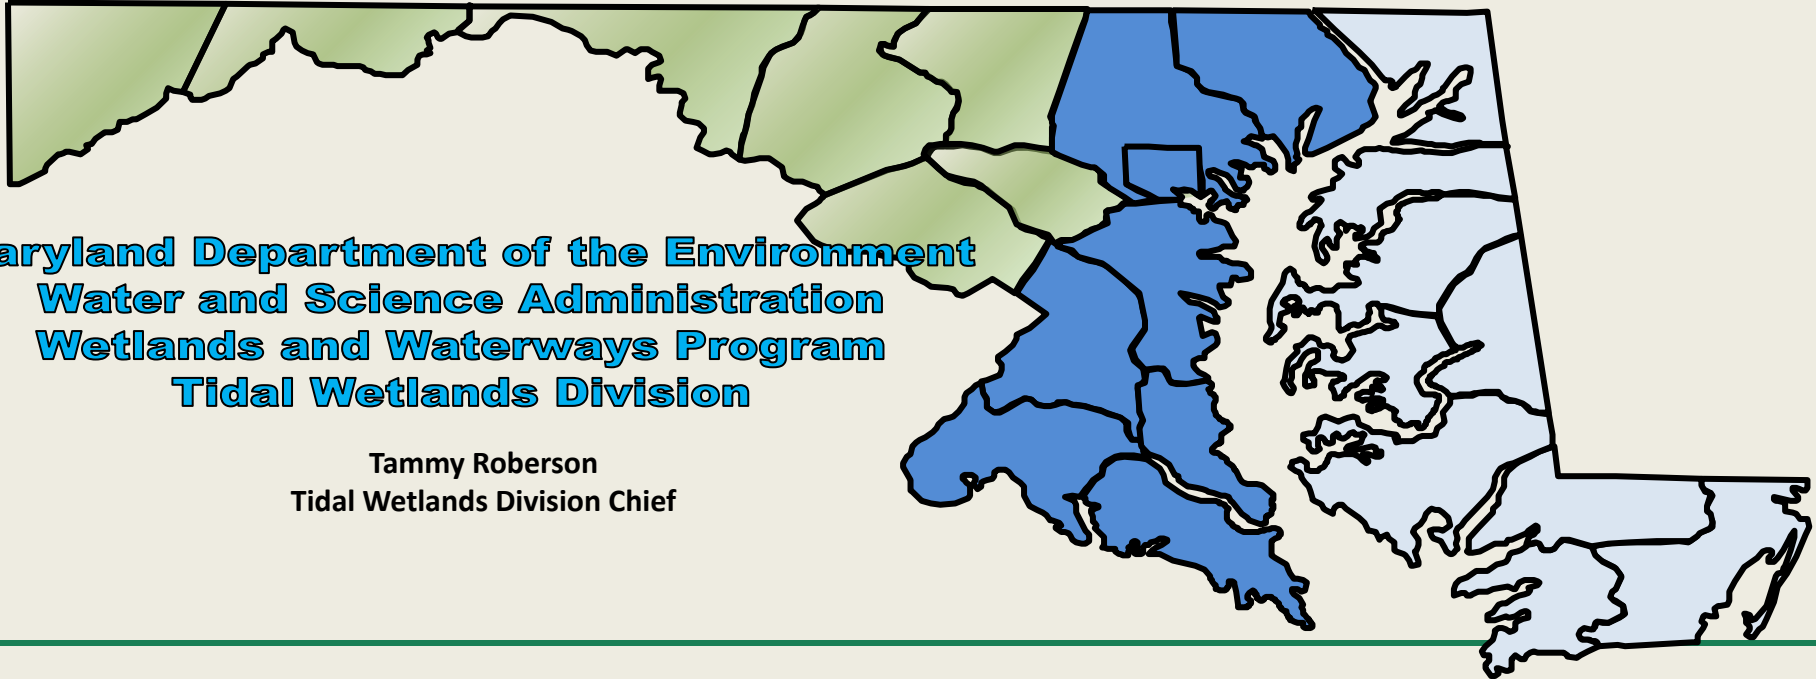 aryland Department of the Environment
Water and Science Administration
Wetlands and Waterways Program
Tidal Wetlands Division
Tammy Roberson
Tidal Wetlands Division Chief